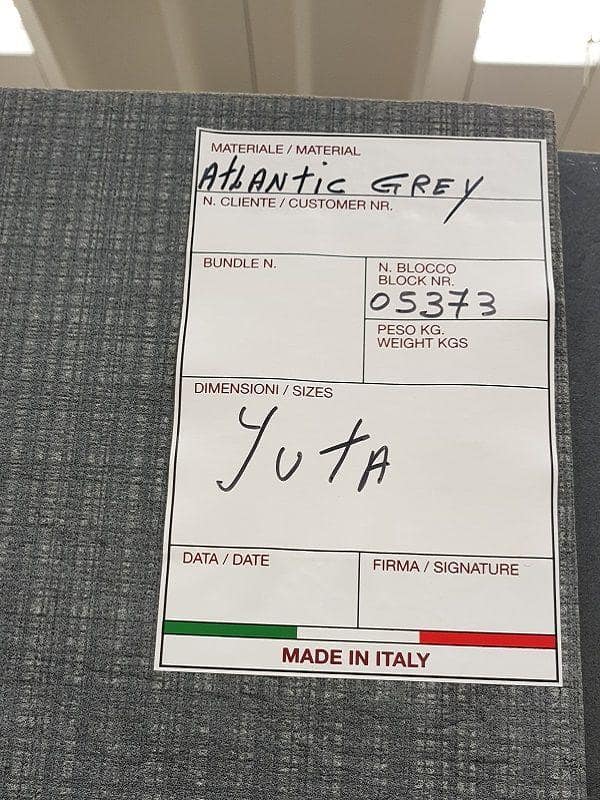 MATERIALE / MATERIAL
AtLANtic GREY
N. CLIENTE / CUSTOMER NR.
BUNDLE N.
N. BLOCCO
BLOCK NR.
05373
PESO KG.
WEIGHT KGS
DIMENSIONI / SIZES
YutA
DATA / DATE
FIRMA / SIGNATURE
MADE IN ITALY